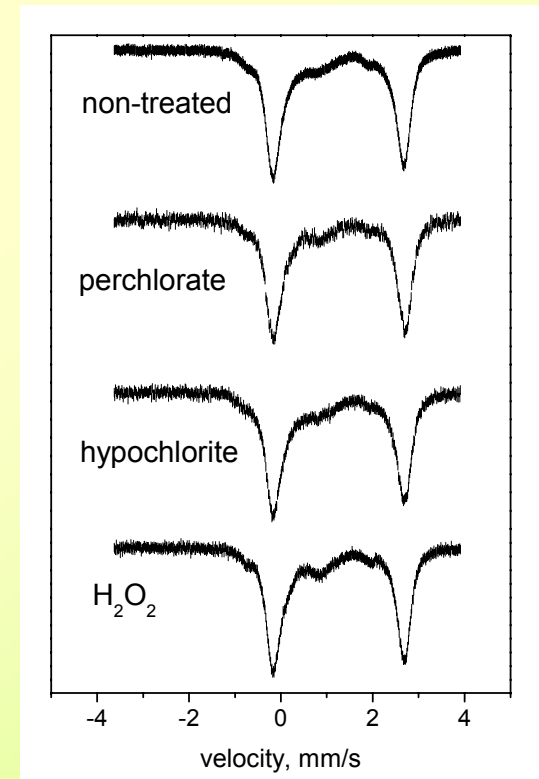 non-treated
perchlorate
hypochlorite
H₂O₂
-4 -2 0 2 4
velocity, mm/s